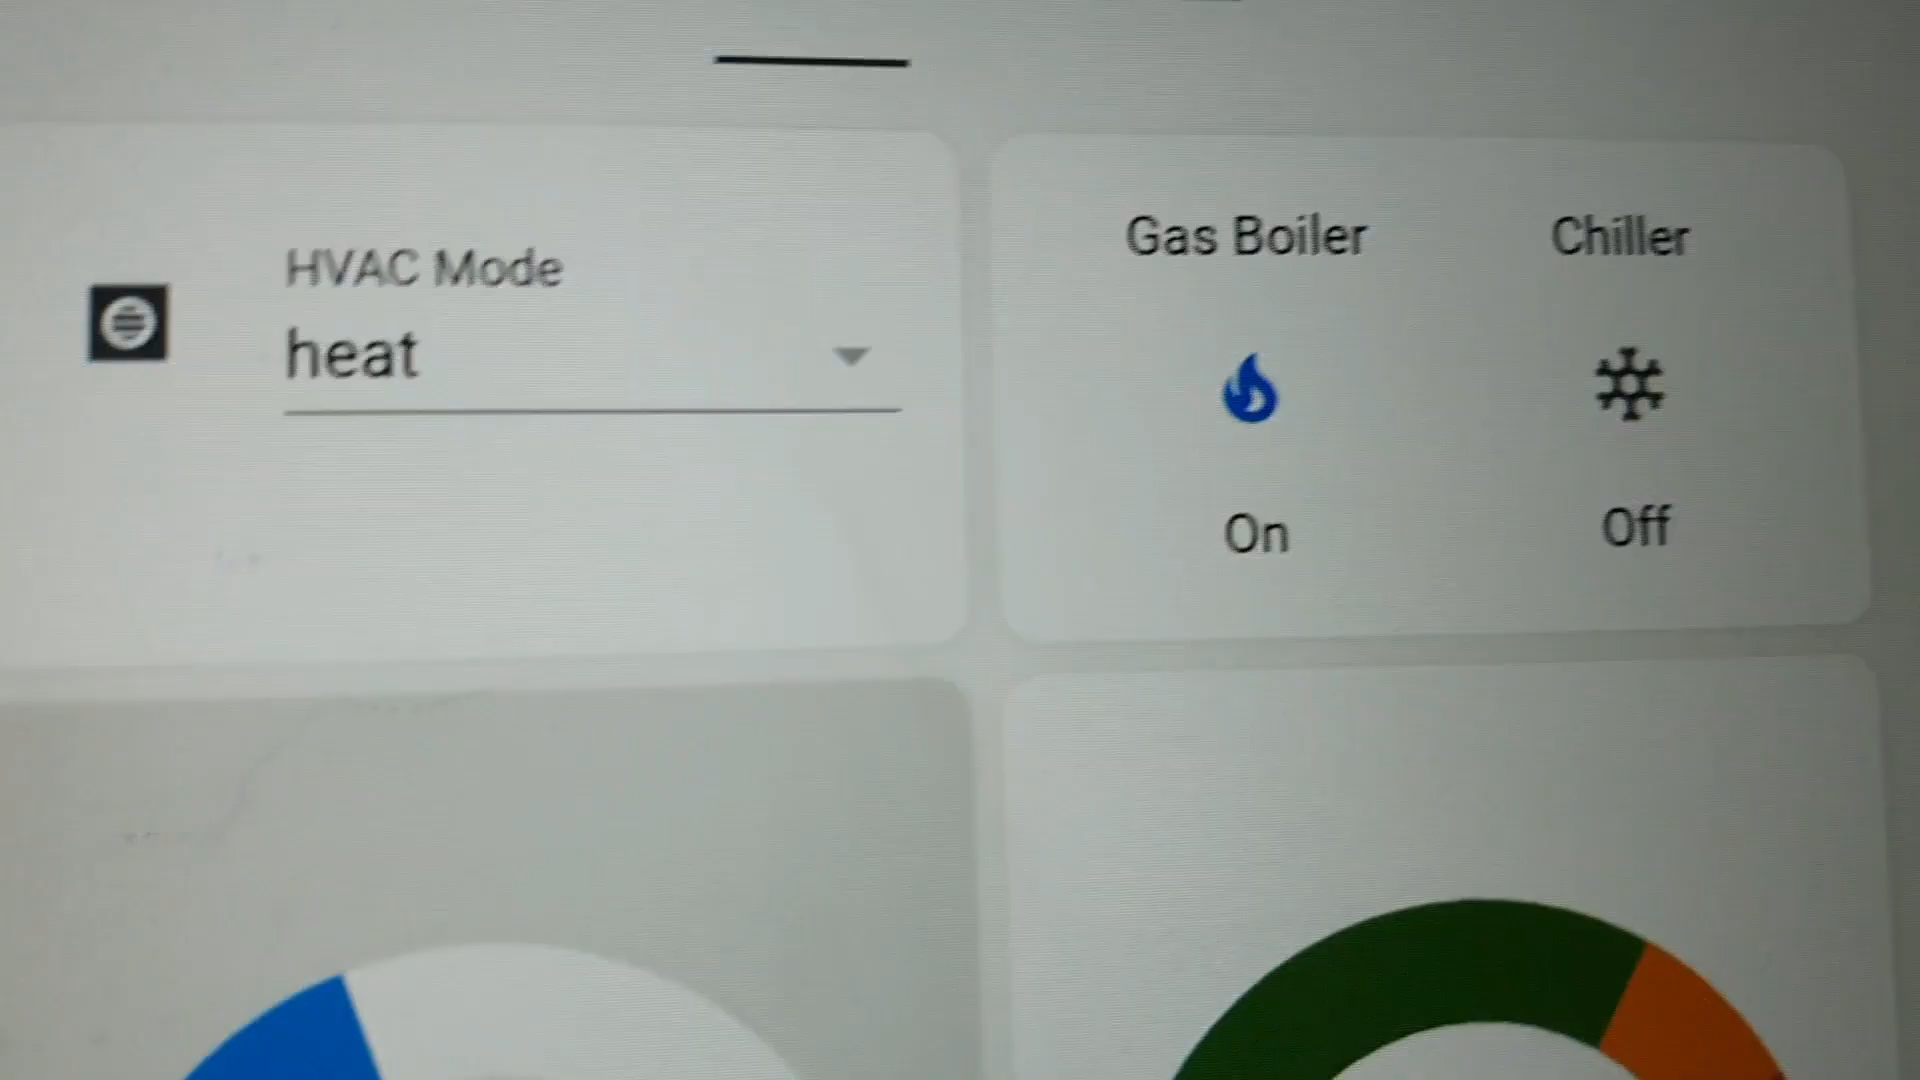 HVAC Mode
heat
Gas Boiler
Chiller
On
Off